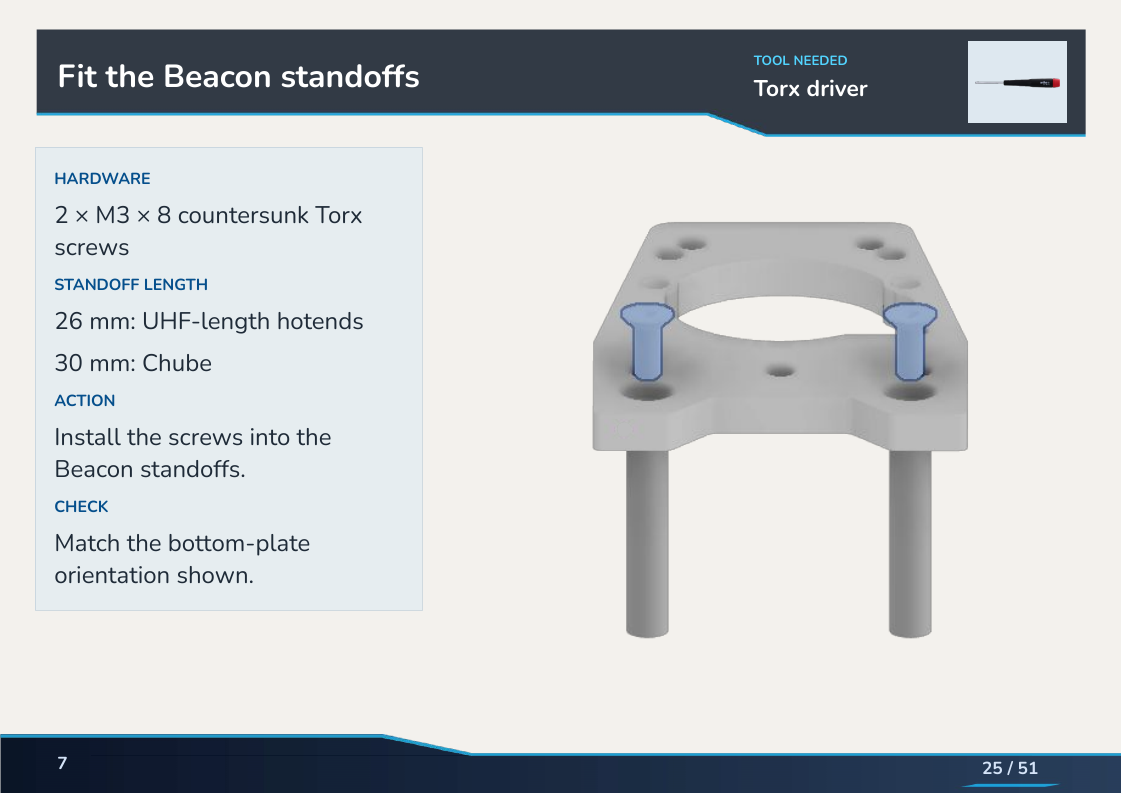 Fit the Beacon standoffs
TOOL NEEDED
Torx driver
HARDWARE
2 × M3 × 8 countersunk Torx
screws
STANDOFF LENGTH
26 mm: UHF-length hotends
30 mm: Chube
ACTION
Install the screws into the
Beacon standoffs.
CHECK
Match the bottom-plate
orientation shown.
7
25 / 51